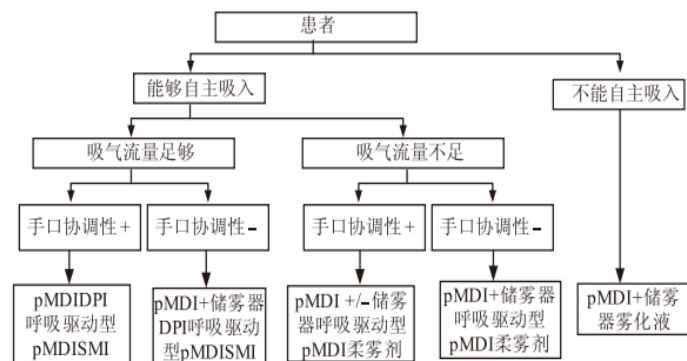 患者
能够自主吸入
不能自主吸入
吸气流量足够
吸气流量不足
手口协调性+
手口协调性-
手口协调性+
手口协调性-
pMDIDPI
呼吸驱动型
pMDISMI
pMDI+储雾器
DPI呼吸驱动
型pMDISMI
pMDI +/-储雾
器呼吸驱动型
pMDI柔雾剂
pMDI+储雾器
呼吸驱动型
pMDI柔雾剂
pMDI+储雾
器雾化液